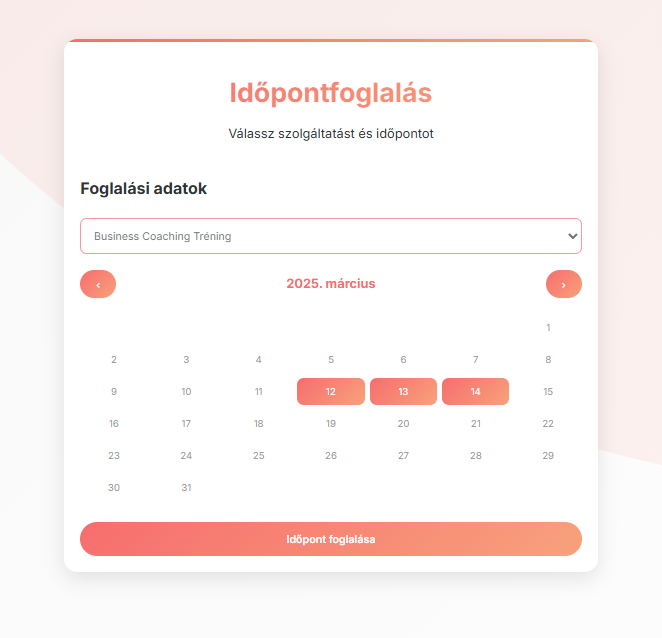 Időpontfoglalás
Válassz szolgáltatást és időpontot
Foglalási adatok
Business Coaching Tréning
‹ 2025. március ›
1
2 3 4 5 6 7 8
9 10 11 12 13 14 15
16 17 18 19 20 21 22
23 24 25 26 27 28 29
30 31
Időpont foglalása